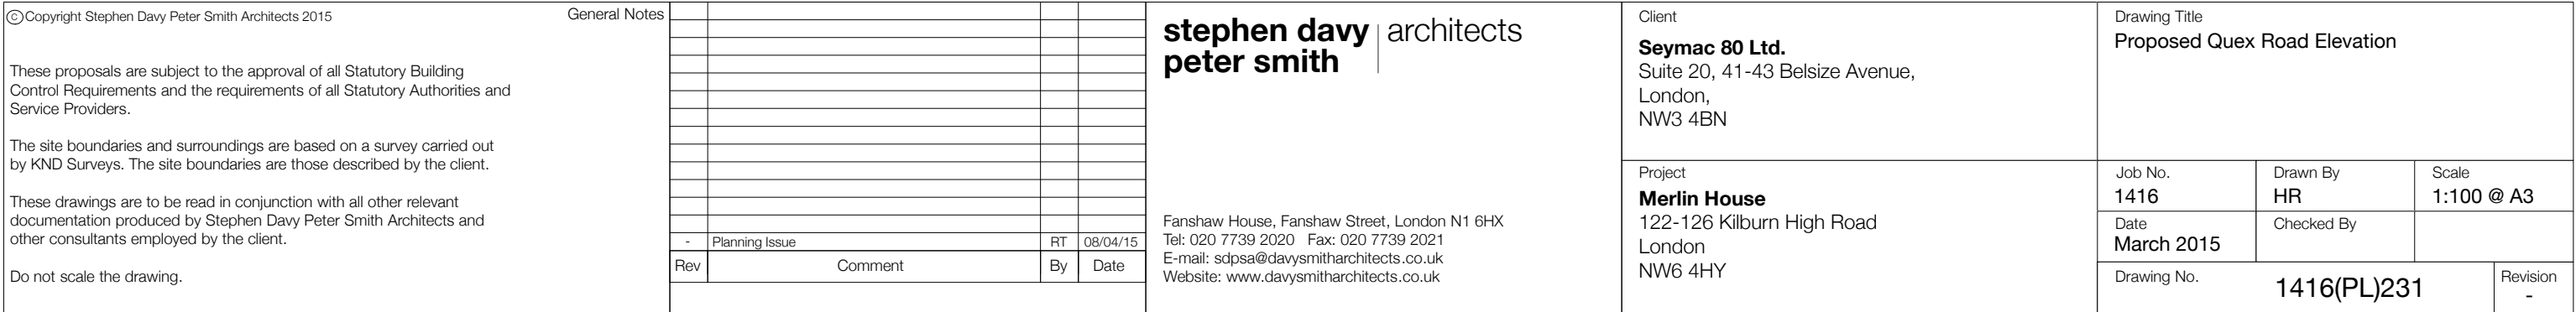 ©Copyright Stephen Davy Peter Smith Architects 2015
General Notes
These proposals are subject to the approval of all Statutory Building
Control Requirements and the requirements of all Statutory Authorities and
Service Providers.
The site boundaries and surroundings are based on a survey carried out
by KND Surveys. The site boundaries are those described by the client.
These drawings are to be read in conjunction with all other relevant
documentation produced by Stephen Davy Peter Smith Architects and
other consultants employed by the client.
Do not scale the drawing.
- Planning Issue RT 08/04/15
Rev Comment By Date
stephen davy architects
peter smith
Fanshaw House, Fanshaw Street, London N1 6HX
Tel: 020 7739 2020 Fax: 020 7739 2021
E-mail: sdpsa@davysmitharchitects.co.uk
Website: www.davysmitharchitects.co.uk
Client
Seymac 80 Ltd.
Suite 20, 41-43 Belsize Avenue,
London,
NW3 4BN
Project
Merlin House
122-126 Kilburn High Road
London
NW6 4HY
Drawing Title
Proposed Quex Road Elevation
Job No. Drawn By Scale
1416 HR 1:100 @ A3
Date Checked By
March 2015
Drawing No. Revision
1416(PL)231 -